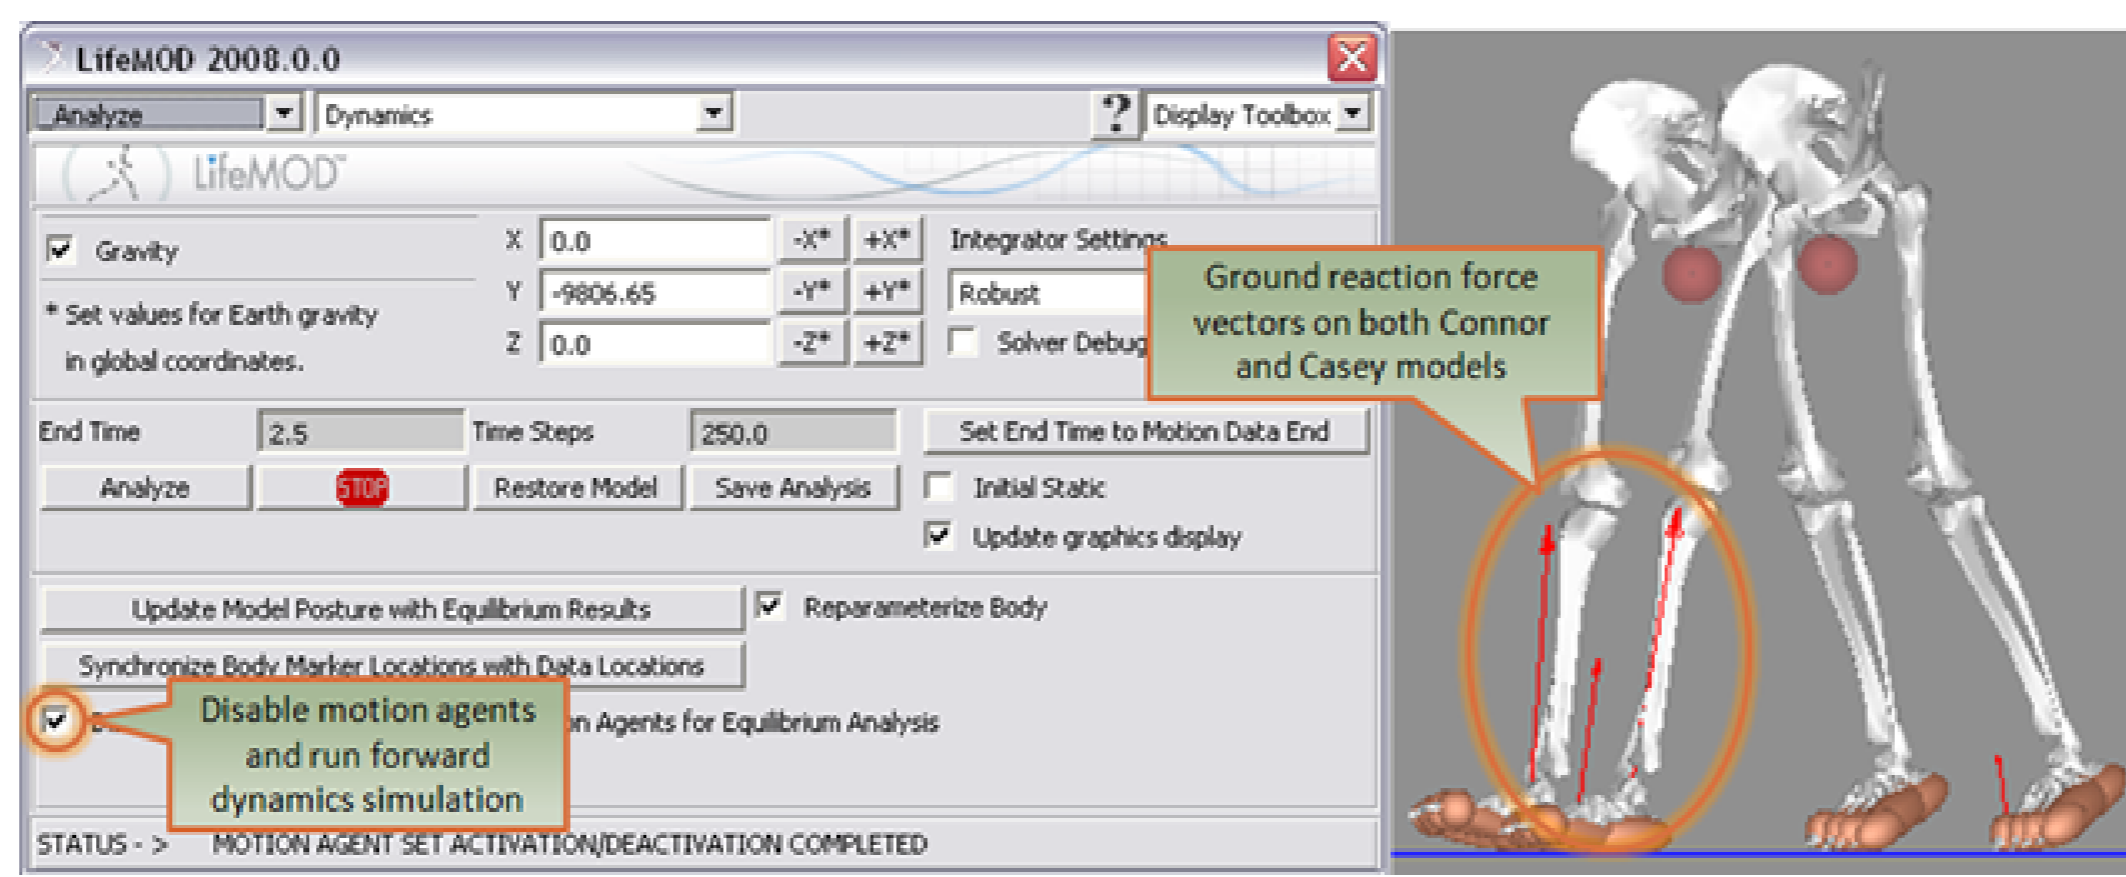 LifeMOD 2008.0.0
_Analyze Dynamics ? Display Toolbox
LifeMOD™
Gravity
* Set values for Earth gravity
in global coordinates.
X 0.0 -X* +X*
Y -9806.65 -Y* +Y*
Z 0.0 -Z* +Z*
Integrator Settings
Robust
Solver Debug
Ground reaction force
vectors on both Connor
and Casey models
End Time 2.5 Time Steps 250.0 Set End Time to Motion Data End
Analyze STOP Restore Model Save Analysis Initial Static
Update graphics display
Update Model Posture with Equilibrium Results Reparameterize Body
Synchronize Body Marker Locations with Data Locations
Agents for Equilibrium Analysis
Disable motion agents
and run forward
dynamics simulation
STATUS - > MOTION AGENT SET ACTIVATION/DEACTIVATION COMPLETED